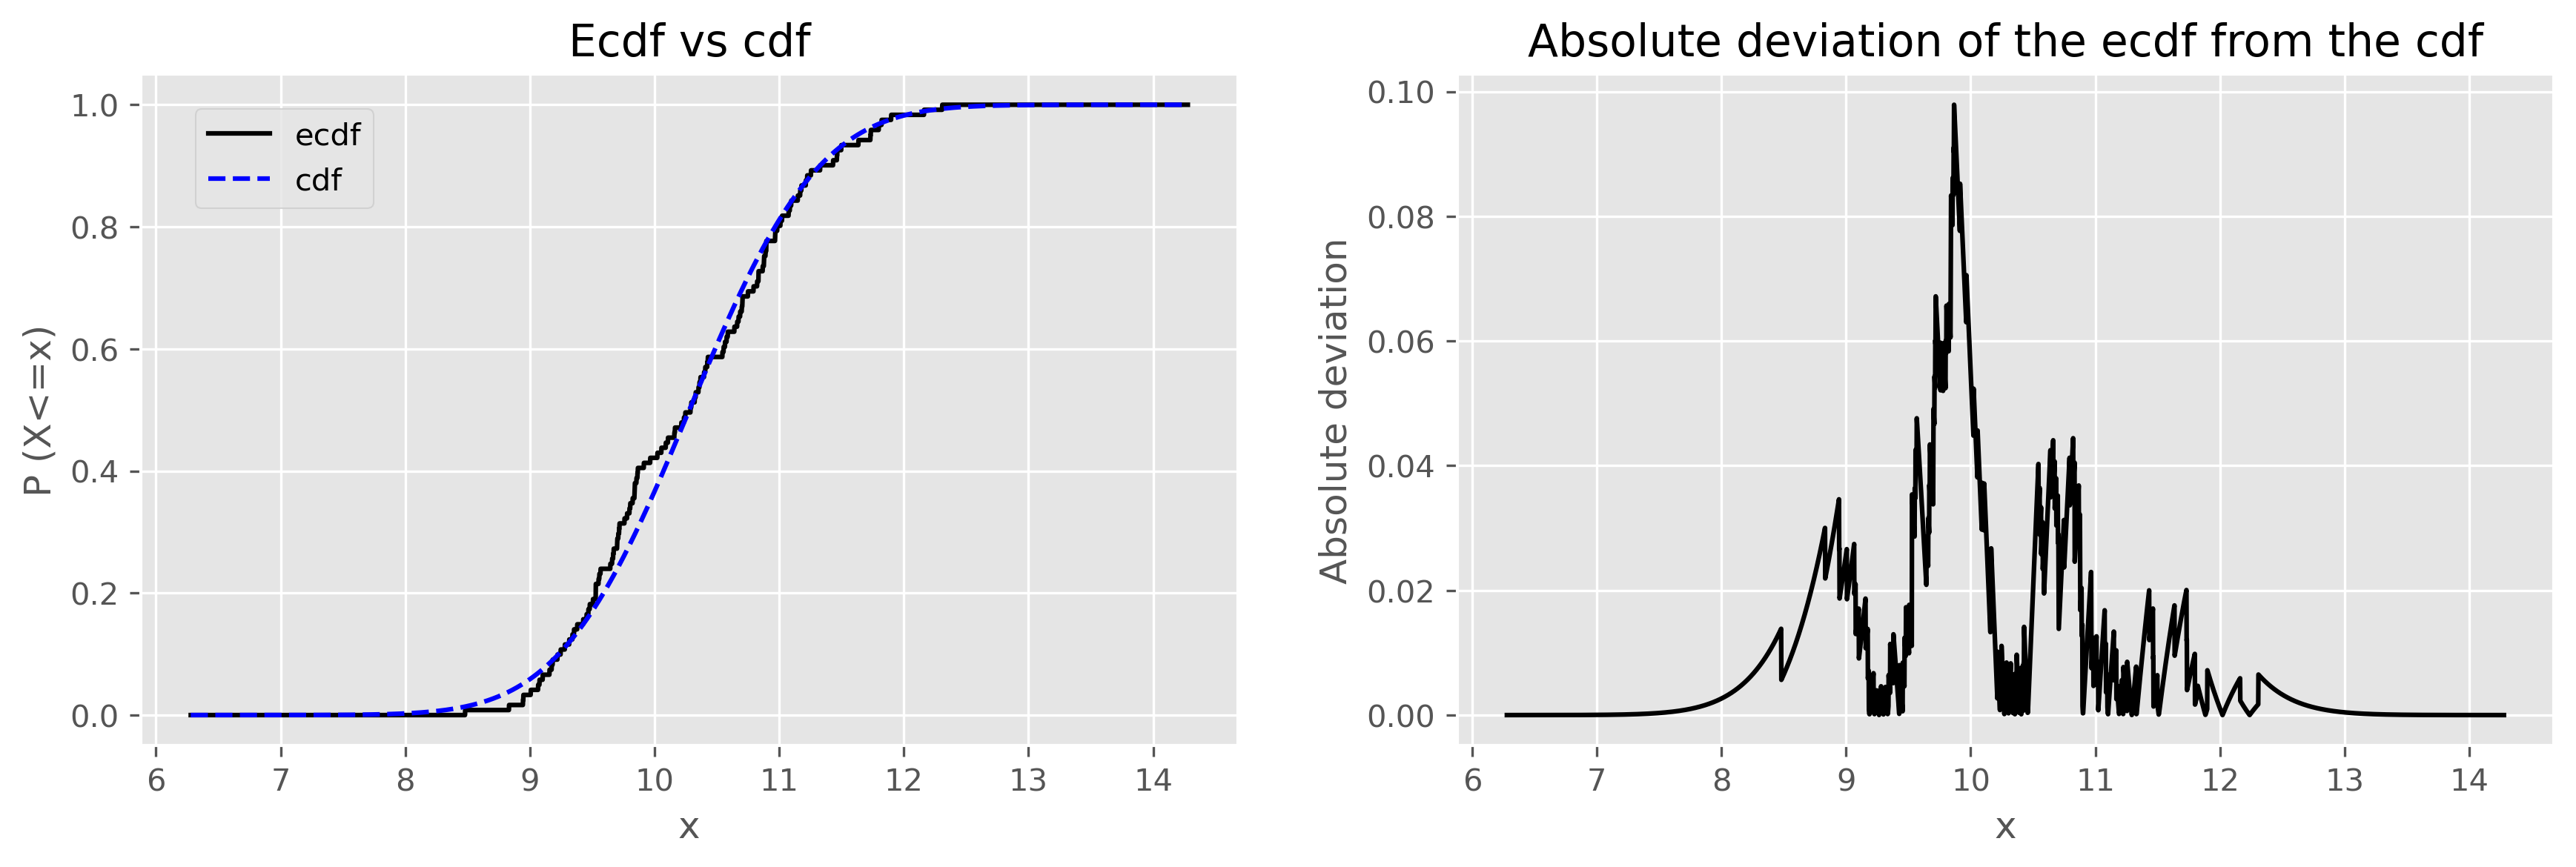 Ecdf vs cdf
P (X<=x)
1.0
0.8
0.6
0.4
0.2
0.0
ecdf
cdf
6 7 8 9 10 11 12 13 14
x
Absolute deviation of the ecdf from the cdf
Absolute deviation
0.10
0.08
0.06
0.04
0.02
0.00
6 7 8 9 10 11 12 13 14
x